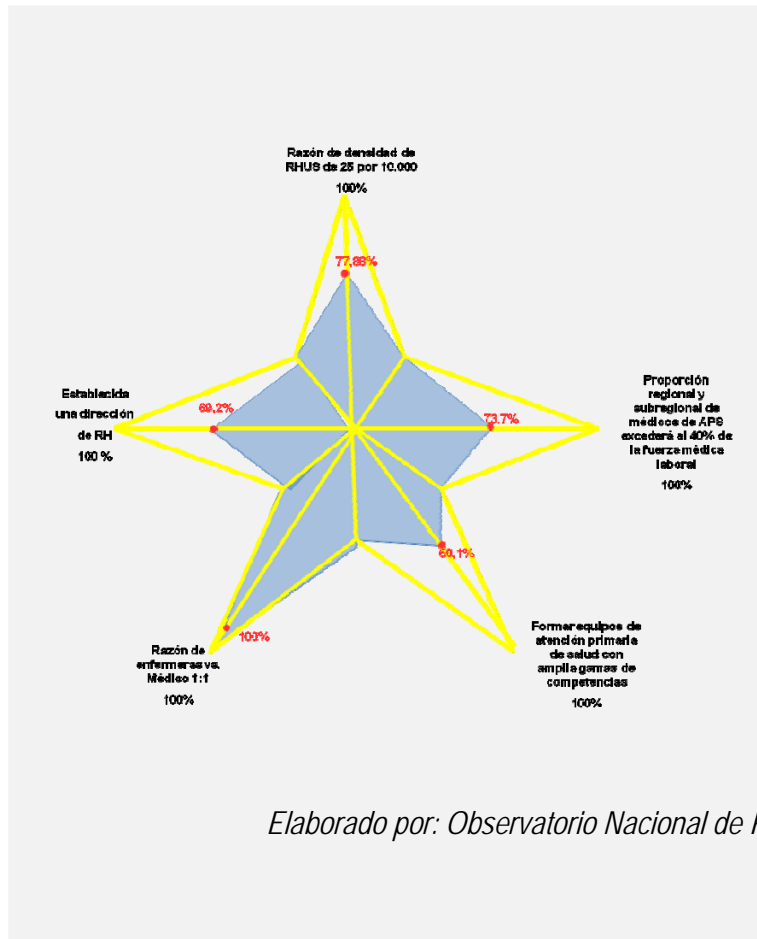 Razón de densidad de
RHUS de 25 por 10.000
100%
77,88%
Establecida
una dirección
de RH
100 %
69,2%
73.7%
Proporción
regional y
subregional de
médicos de APS
excederá al 40% de
la fuerza médica
laboral
100%
60,1%
100%
Razón de
enfermeras vs.
Médico 1:1
100%
Formar equipos de
atención primaria
de salud con
amplia gamas de
competencias
100%
Elaborado por: Observatorio Nacional de